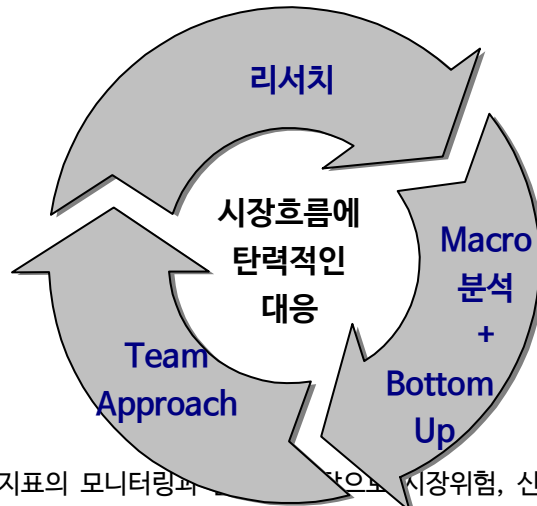 리서치
시장흐름에
탄력적인
대응
Macro
분석
+
Bottom
Up
Team
Approach
지표의 모니터링과 시장위험, 신